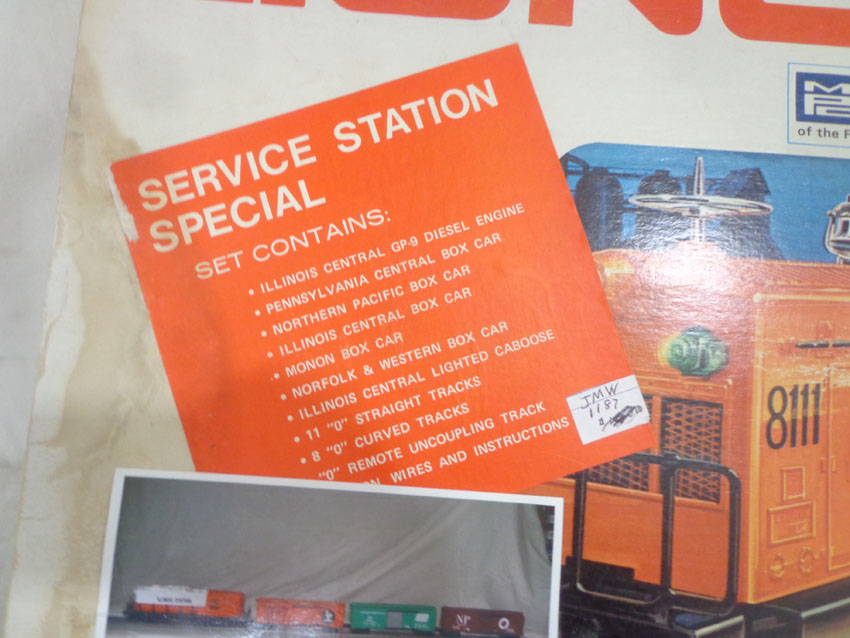 SERVICE STATION
SPECIAL
SET CONTAINS:
• ILLINOIS CENTRAL GP-9 DIESEL ENGINE
• PENNSYLVANIA CENTRAL BOX CAR
• NORTHERN PACIFIC BOX CAR
• ILLINOIS CENTRAL BOX CAR
• MONON BOX CAR
• NORFOLK & WESTERN BOX CAR
• ILLINOIS CENTRAL LIGHTED CABOOSE
• 11 "O" STRAIGHT TRACKS
• 8 "O" CURVED TRACKS
"O" REMOTE UNCOUPLING TRACK
WIRES AND INSTRUCTIONS
JMW
1187
of the
8111
NP